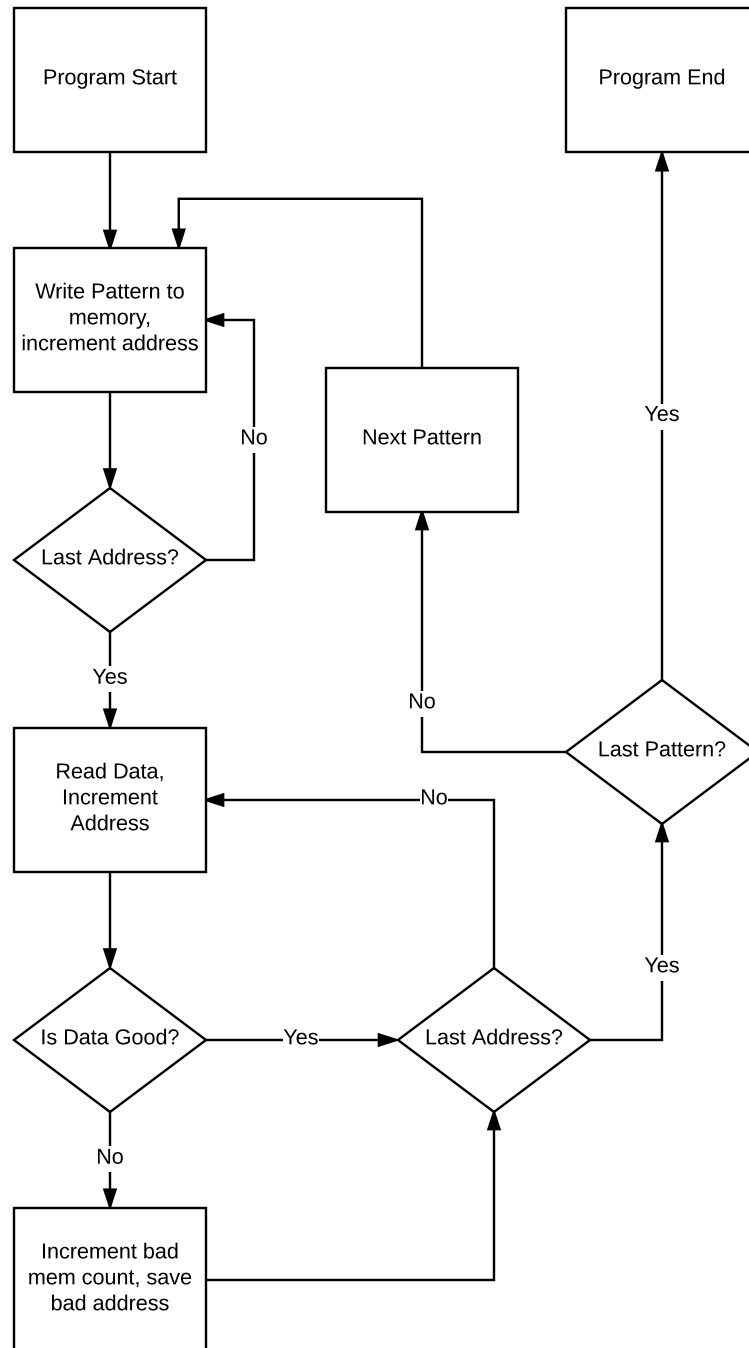 Program Start
Program End
Write Pattern to
memory,
increment address
No
Next Pattern
Yes
Last Address?
Yes
No
Last Pattern?
Read Data,
Increment
Address
No
Yes
Is Data Good?
Yes
Last Address?
No
Increment bad
mem count, save
bad address